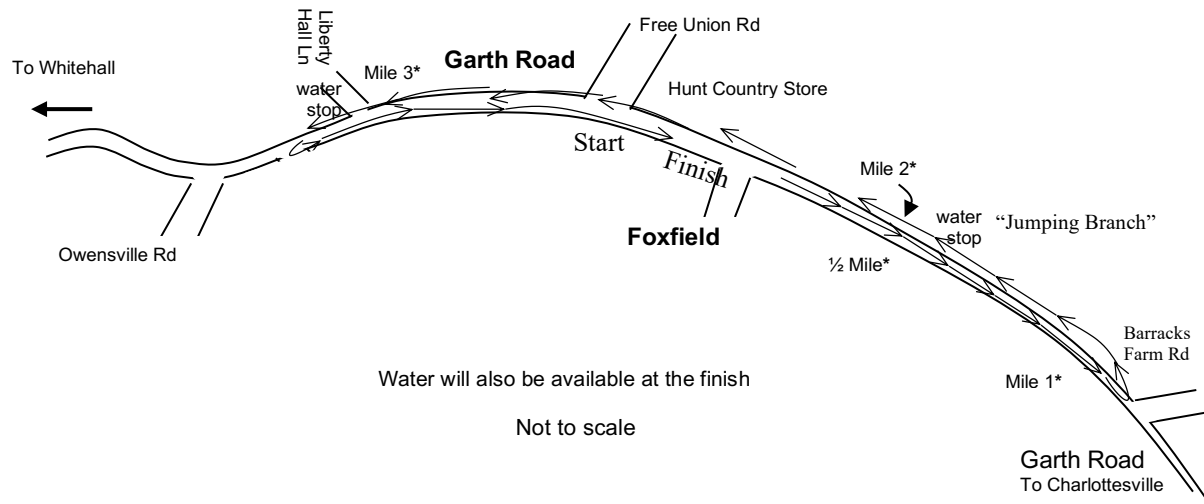 To Whitehall
Liberty
Hall Ln
water
stop
Mile 3*
Garth Road
Free Union Rd
Hunt Country Store
Start
Finish
Mile 2*
water
stop
“Jumping Branch”
Owensville Rd
Foxfield
½ Mile*
Barracks
Farm Rd
Mile 1*
Water will also be available at the finish
Not to scale
Garth Road
To Charlottesville